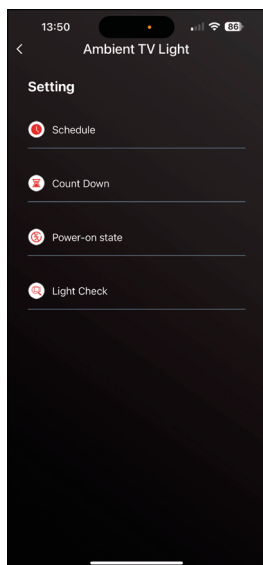 13:50
86
Ambient TV Light
Setting
Schedule
Count Down
Power-on state
Light Check